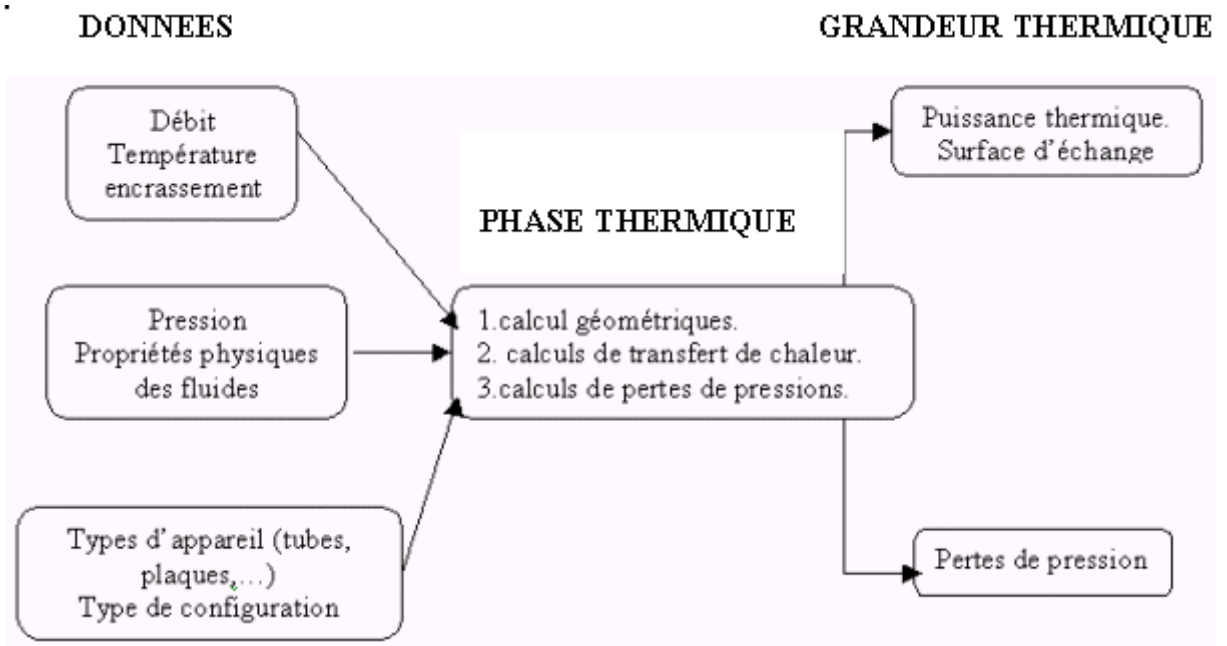 DONNEES
GRANDEUR THERMIQUE
Débit
Température
encrassement
Puissance thermique.
Surface d'échange
PHASE THERMIQUE
Pression
Propriétés physiques
des fluides
1.calcul géométriques.
2. calculs de transfert de chaleur.
3.calculs de pertes de pressions.
Types d'appareil (tubes,
plaques,…)
Type de configuration
Pertes de pression